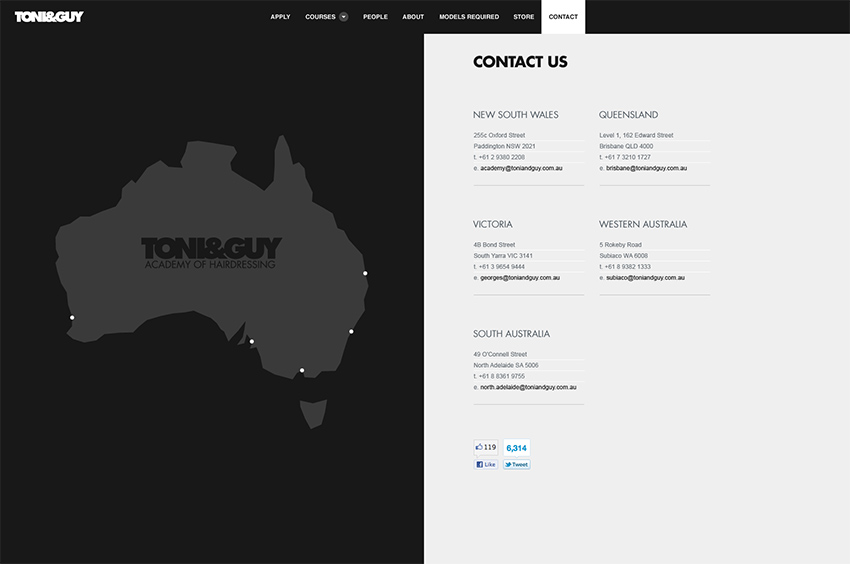 TONI&GUY
APPLY COURSES PEOPLE ABOUT MODELS REQUIRED STORE CONTACT
TONI&GUY
ACADEMY OF HAIRDRESSING
CONTACT US
NEW SOUTH WALES
255c Oxford Street
Paddington NSW 2021
t. +61 2 9380 2208
e. academy@toniandguy.com.au
QUEENSLAND
Level 1, 162 Edward Street
Brisbane QLD 4000
t. +61 7 3210 1727
e. brisbane@toniandguy.com.au
VICTORIA
4B Bond Street
South Yarra VIC 3141
t. +61 3 9654 9444
e. georges@toniandguy.com.au
WESTERN AUSTRALIA
5 Rokeby Road
Subiaco WA 6008
t. +61 8 9382 1333
e. subiaco@toniandguy.com.au
SOUTH AUSTRALIA
49 O'Connell Street
North Adelaide SA 5006
t. +61 8 8361 9755
e. north.adelaide@toniandguy.com.au
119 6,314
Like Tweet